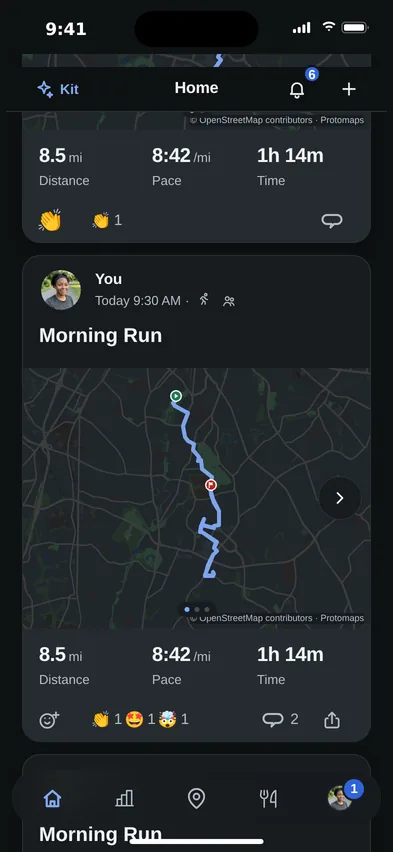 9:41
Kit
Home
6
© OpenStreetMap contributors · Protomaps
8.5 mi
8:42 /mi
1h 14m
Distance
Pace
Time
1
You
Today 9:30 AM ·
Morning Run
© OpenStreetMap contributors · Protomaps
8.5 mi
8:42 /mi
1h 14m
Distance
Pace
Time
1
1
1
2
1
Morning Run